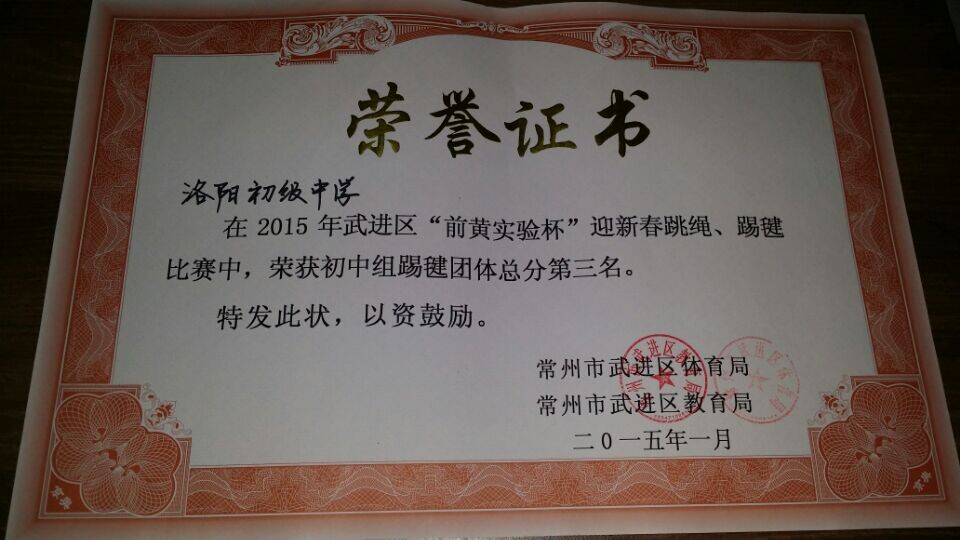 荣誉证书
洛阳初级中学
在 2015 年武进区“前黄实验杯”迎新春跳绳、踢毽
比赛中，荣获初中组踢毽团体总分第三名。
特发此状，以资鼓励。
常州市武进区体育局
常州市武进区教育局
二0一五年一月